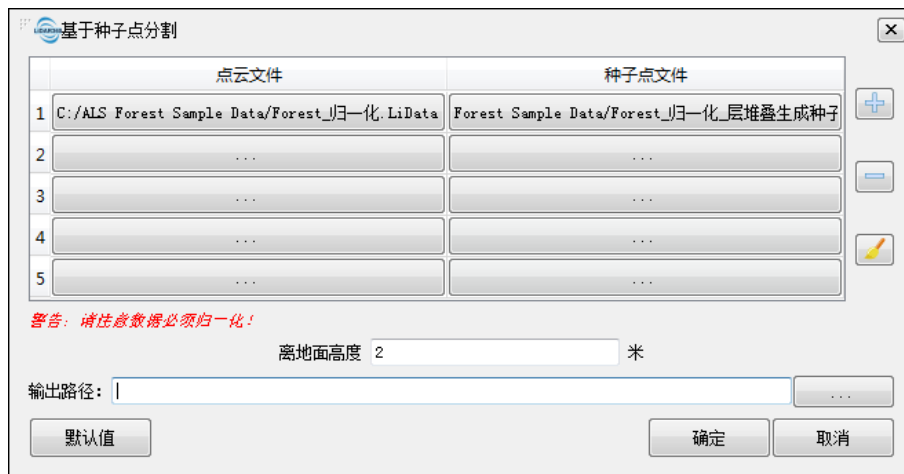 基于种子点分割
点云文件 种子点文件
1 C:/ALS Forest Sample Data/Forest_归一化.LiData Forest Sample Data/Forest_归一化_层堆叠生成种子
2 ... ...
3 ... ...
4 ... ...
5 ... ...
警告: 请注意数据必须归一化!
离地面高度 2 米
输出路径: ...
默认值 确定 取消